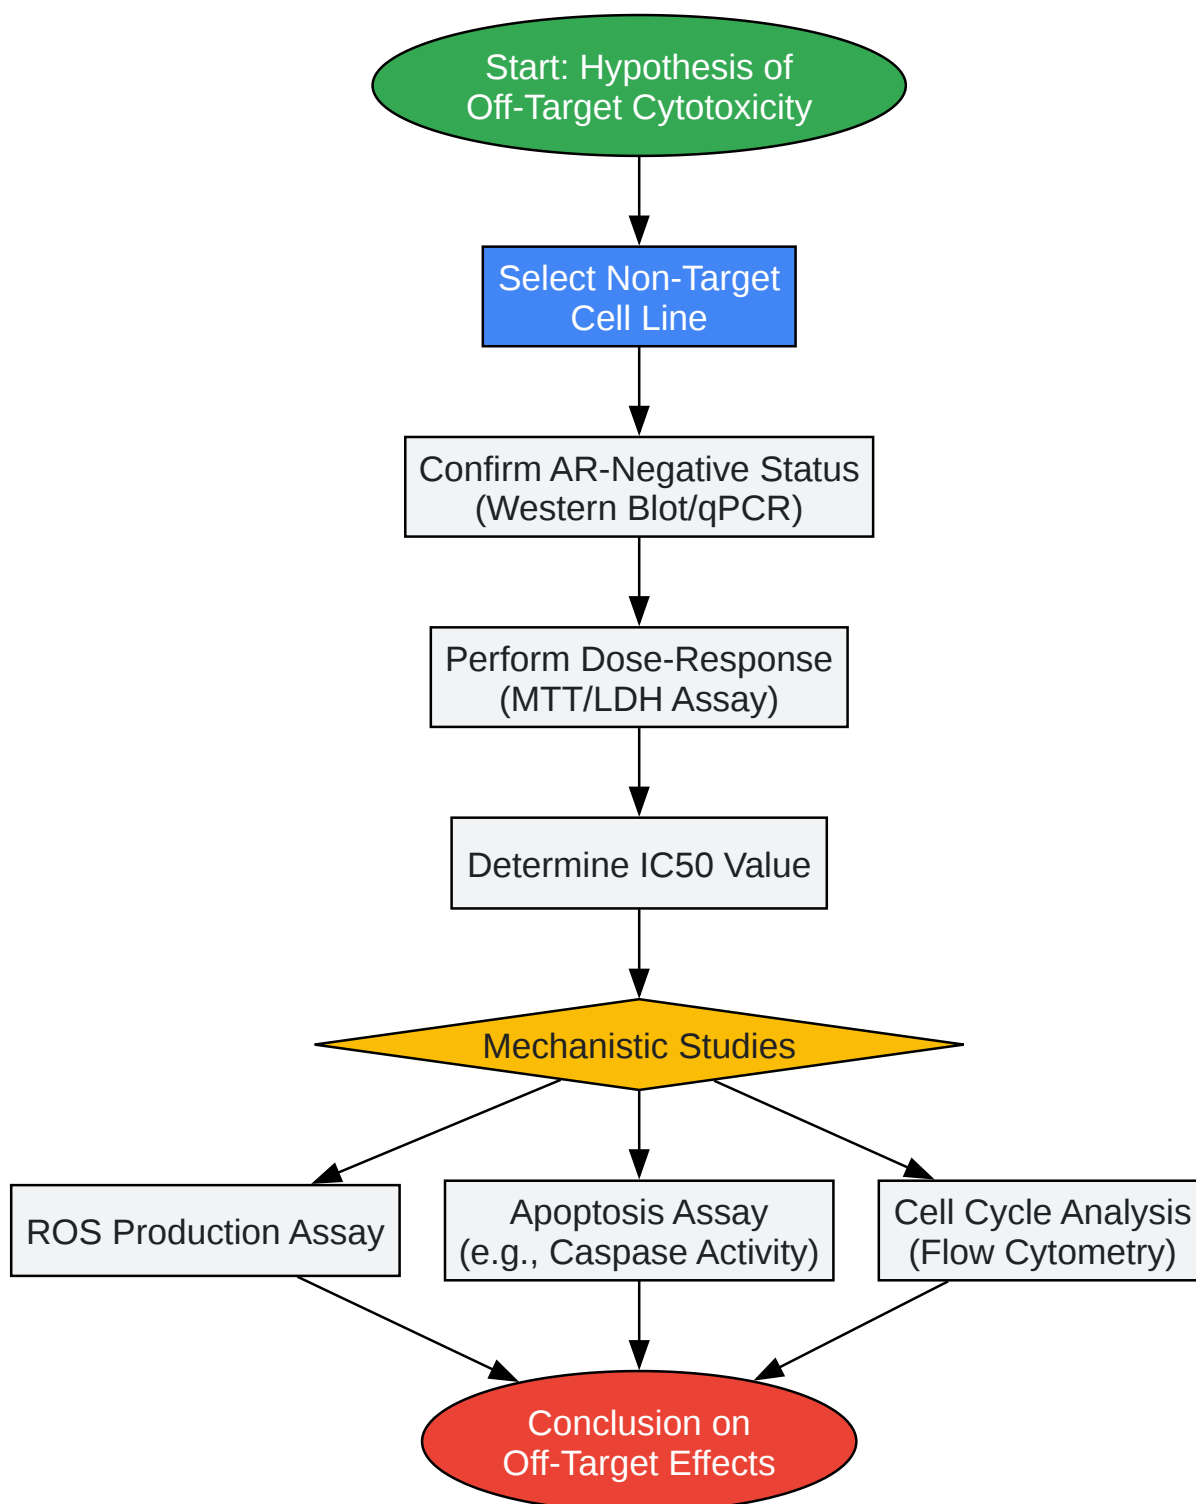 Start: Hypothesis of
Off-Target Cytotoxicity
Select Non-Target
Cell Line
Confirm AR-Negative Status
(Western Blot/qPCR)
Perform Dose-Response
(MTT/LDH Assay)
Determine IC50 Value
Mechanistic Studies
ROS Production Assay
Apoptosis Assay
(e.g., Caspase Activity)
Cell Cycle Analysis
(Flow Cytometry)
Conclusion on
Off-Target Effects